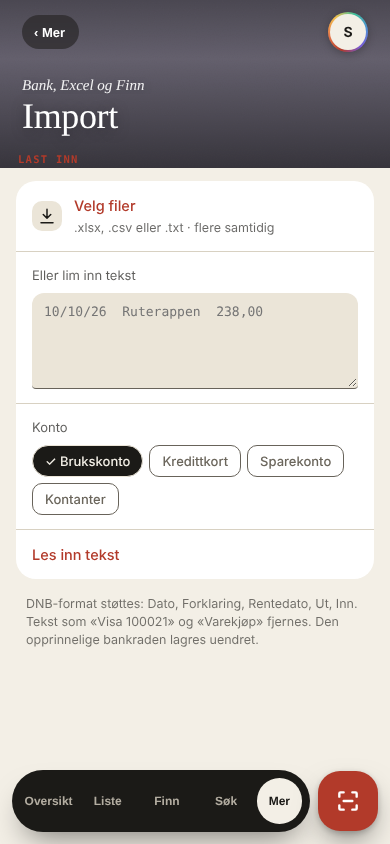 ‹ Mer
S
Bank, Excel og Finn
Import
LAST INN
Velg filer
.xlsx, .csv eller .txt · flere samtidig
Eller lim inn tekst
10/10/26 Ruterappen 238,00
Konto
✓ Brukskonto Kredittkort Sparekonto
Kontanter
Les inn tekst
DNB-format støttes: Dato, Forklaring, Rentedato, Ut, Inn.
Tekst som «Visa 100021» og «Varekjøp» fjernes. Den
opprinnelige bankraden lagres uendret.
Oversikt Liste Finn Søk Mer